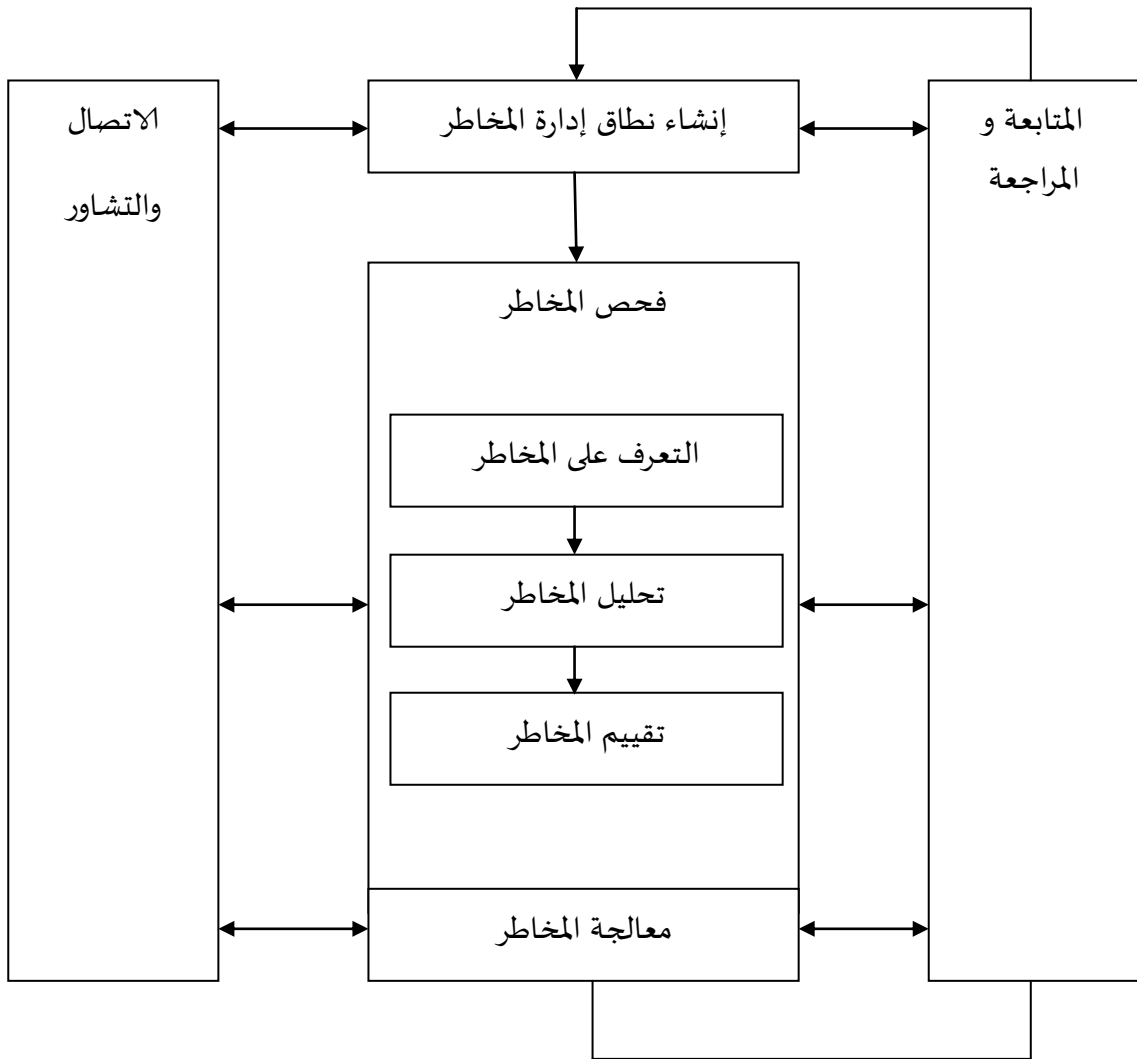 المتابعة و
المراجعة
إنشاء نطاق إدارة المخاطر
الاتصال
والتشاور
فحص المخاطر
التعرف على المخاطر
تحليل المخاطر
تقييم المخاطر
معالجة المخاطر